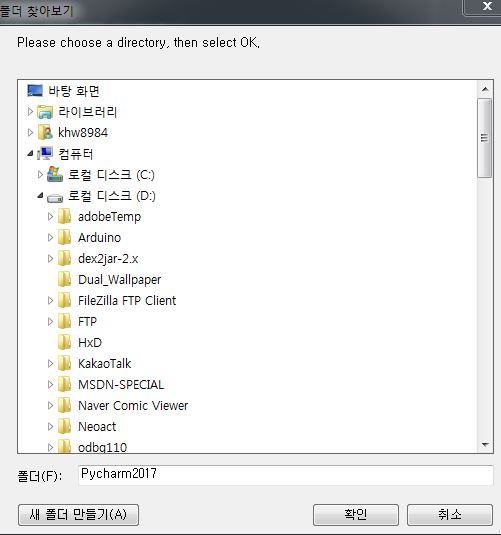 폴더 찾아보기
Please choose a directory, then select OK.
바탕 화면
라이브러리
khw8984
컴퓨터
로컬 디스크 (C:)
로컬 디스크 (D:)
adobeTemp
Arduino
dex2jar-2.x
Dual_Wallpaper
FileZilla FTP Client
FTP
HxD
KakaoTalk
MSDN-SPECIAL
Naver Comic Viewer
Neoact
odbg110
폴더(F): Pycharm2017
새 폴더 만들기(A) 확인 취소